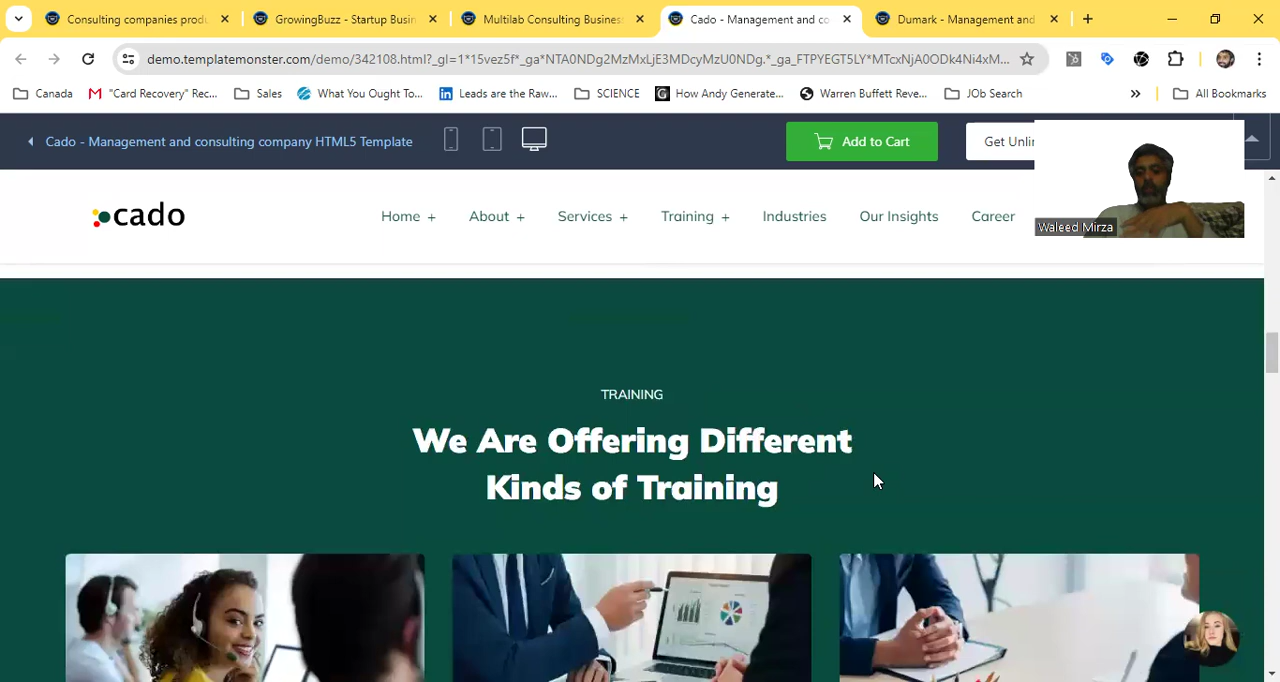 Consulting companies produ
GrowingBuzz - Startup Busin
Multilab Consulting Business
Cado - Management and co
Dumark - Management and
demo.templatemonster.com/demo/342108.html?_gl=1*15vez5f*_ga*NTA0NDg2MzMxLjE3MDcyMzU0NDg.*_ga_FTPYEGT5LY*MTcxNjA0ODk4Ni4xM...
Canada
"Card Recovery" Rec...
Sales
What You Ought To...
Leads are the Raw...
SCIENCE
How Andy Generate...
Warren Buffett Reve...
JOb Search
»
All Bookmarks
Cado - Management and consulting company HTML5 Template
Add to Cart
Get Unli
Waleed Mirza
cado
Home +
About +
Services +
Training +
Industries
Our Insights
Career
TRAINING
We Are Offering Different
Kinds of Training